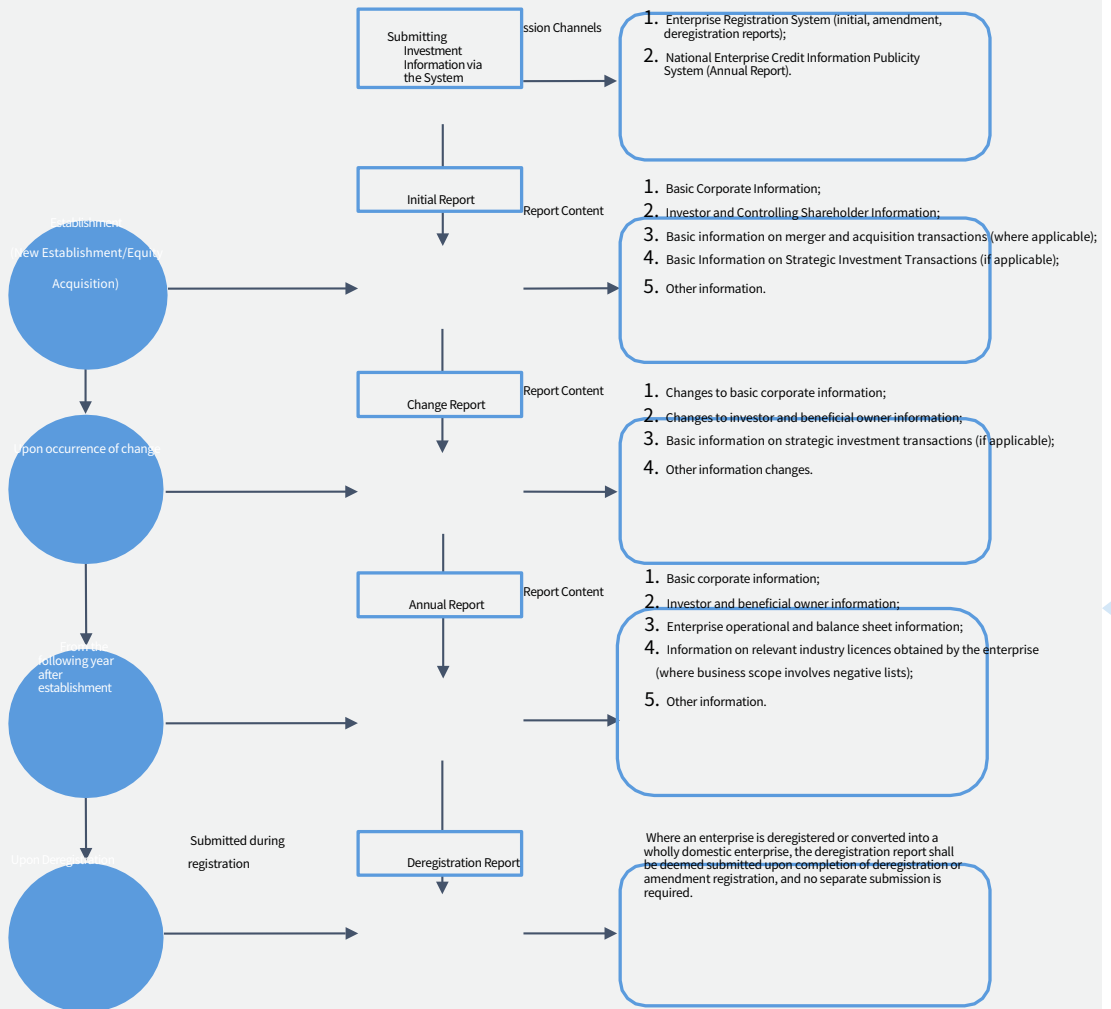 Submitting
Investment
Information via
the System
ssion Channels
1. Enterprise Registration System (initial, amendment,
deregistration reports);
2. National Enterprise Credit Information Publicity
System (Annual Report).
Establishment
(New Establishment/Equity
Acquisition)
Initial Report
Report Content
1. Basic Corporate Information;
2. Investor and Controlling Shareholder Information;
3. Basic information on merger and acquisition transactions (where applicable);
4. Basic Information on Strategic Investment Transactions (if applicable);
5. Other information.
Upon occurrence of change
Change Report
Report Content
1. Changes to basic corporate information;
2. Changes to investor and beneficial owner information;
3. Basic information on strategic investment transactions (if applicable);
4. Other information changes.
From the
following year
after
establishment
Annual Report
Report Content
1. Basic corporate information;
2. Investor and beneficial owner information;
3. Enterprise operational and balance sheet information;
4. Information on relevant industry licences obtained by the enterprise
(where business scope involves negative lists);
5. Other information.
Upon Deregistration
Submitted during
registration
Deregistration Report
Where an enterprise is deregistered or converted into a
wholly domestic enterprise, the deregistration report shall
be deemed submitted upon completion of deregistration or
amendment registration, and no separate submission is
required.